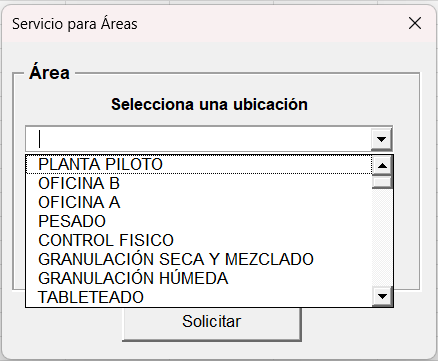 Servicio para Áreas
Área
Selecciona una ubicación
PLANTA PILOTO
OFICINA B
OFICINA A
PESADO
CONTROL FISICO
GRANULACIÓN SECA Y MEZCLADO
GRANULACIÓN HÚMEDA
TABLETEADO
Solicitar